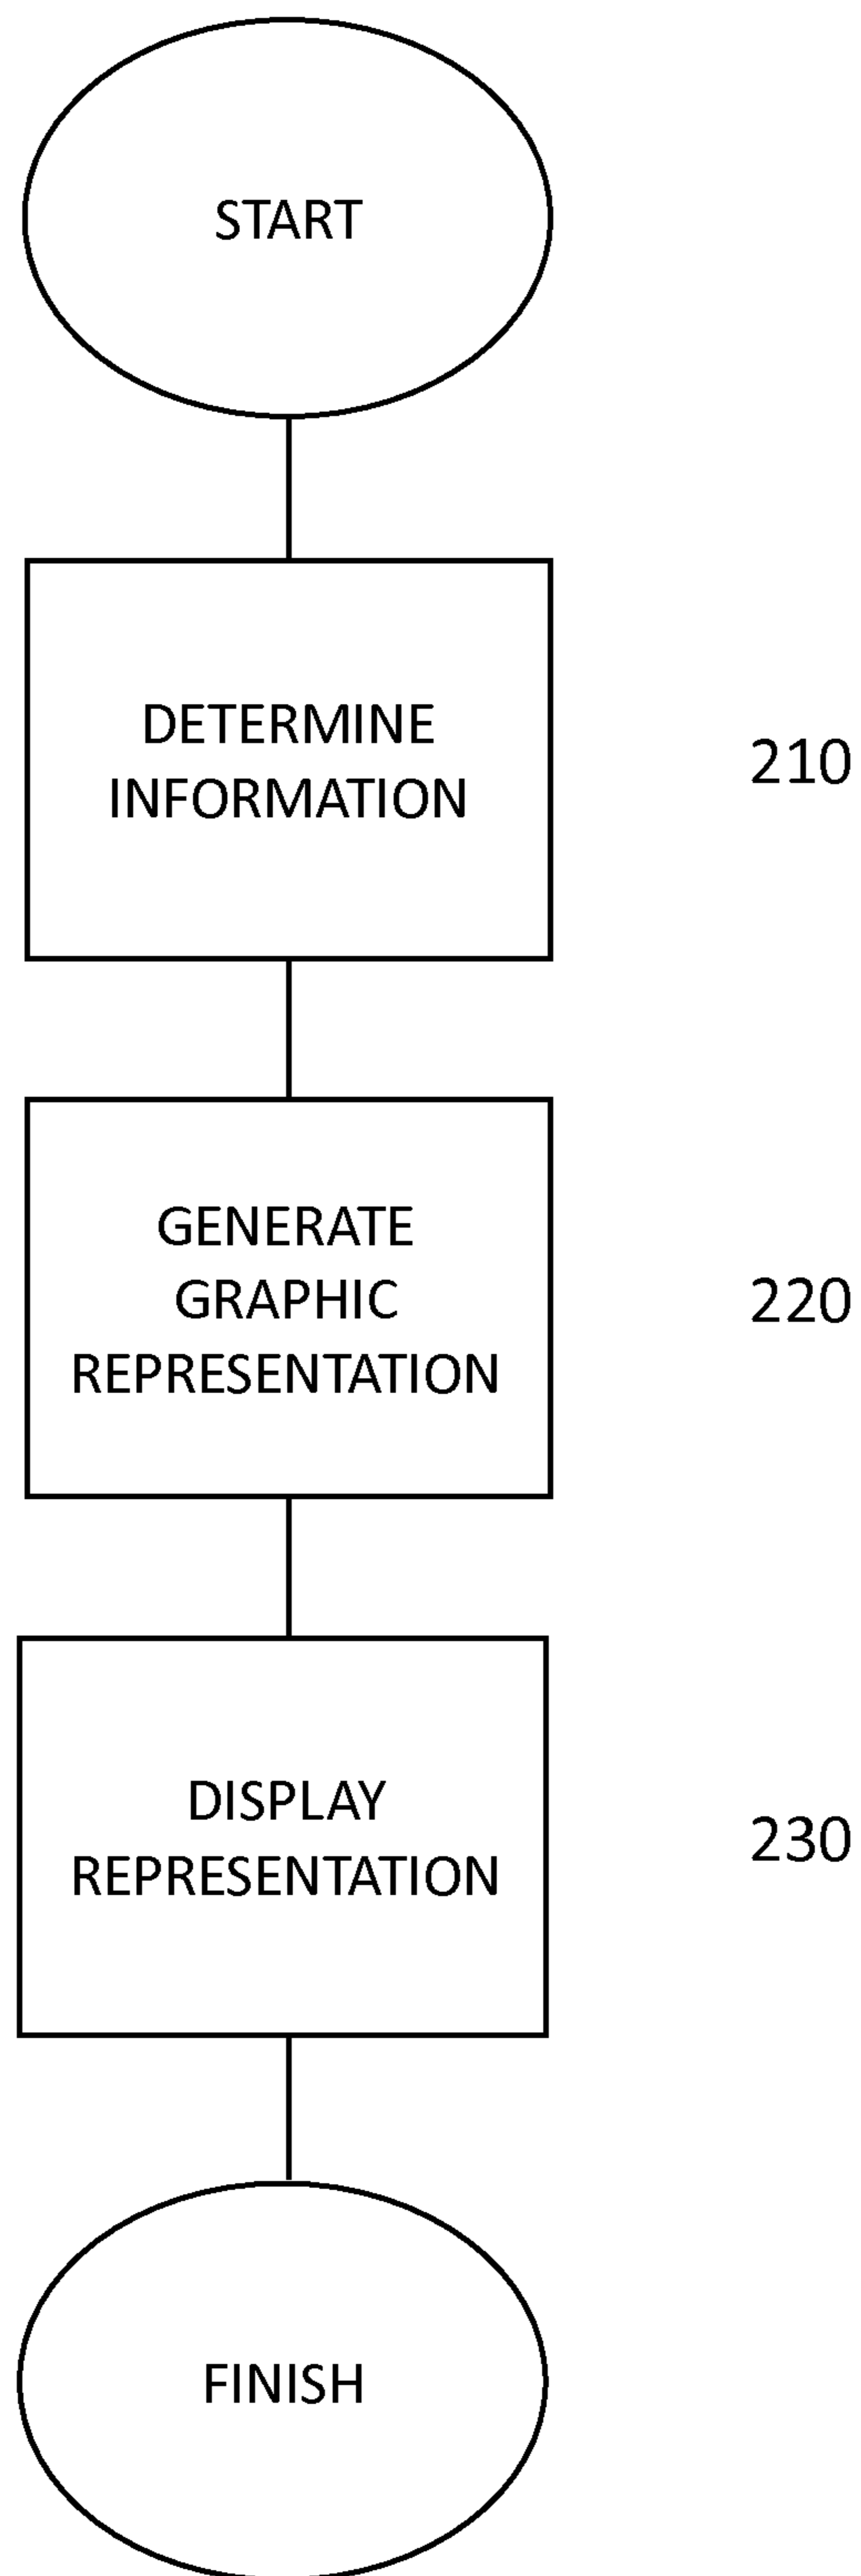 START
DETERMINE
INFORMATION
210
GENERATE
GRAPHIC
REPRESENTATION
220
DISPLAY
REPRESENTATION
230
FINISH